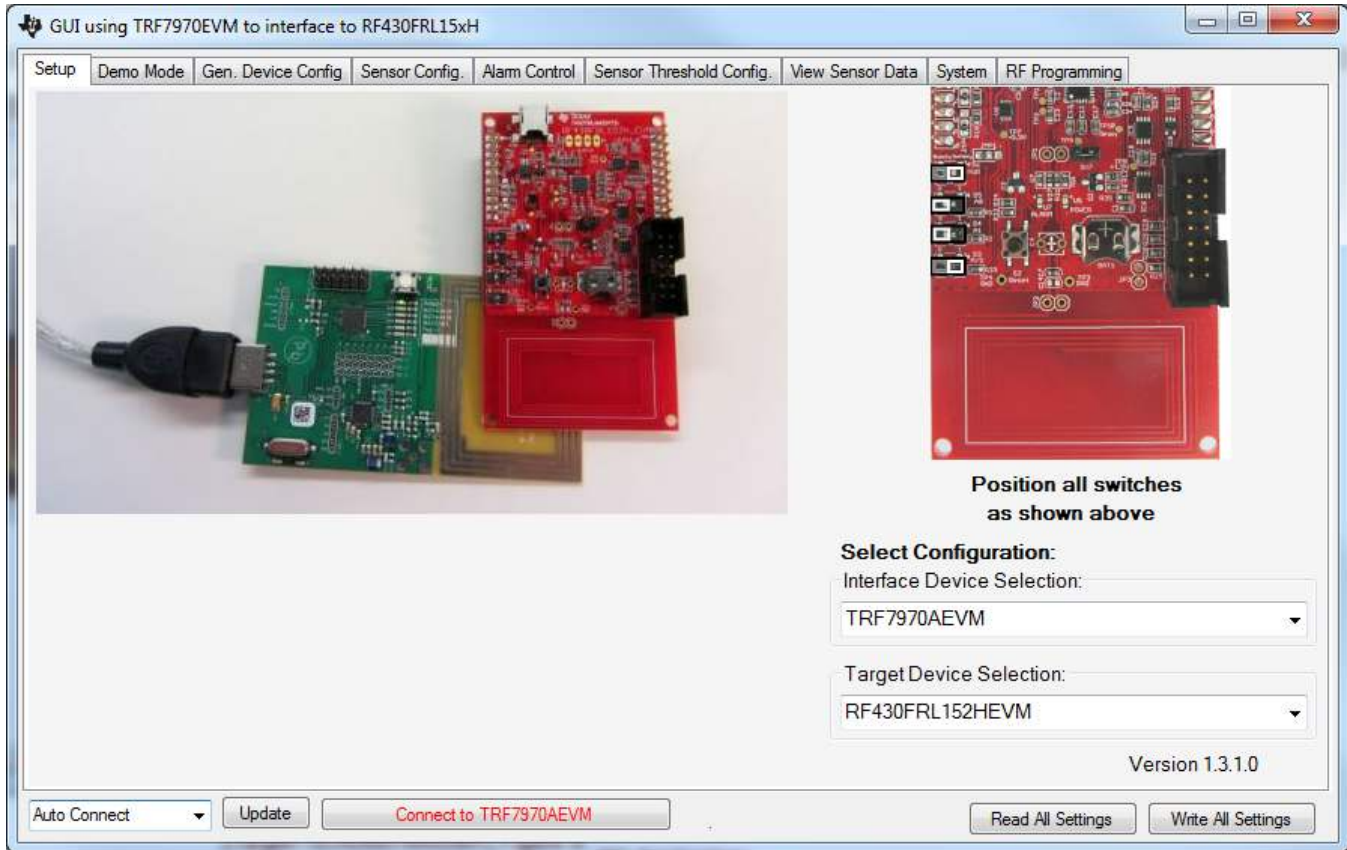 GUI using TRF7970EVM to interface to RF430FRL15xH
Setup
Demo Mode
Gen. Device Config
Sensor Config.
Alarm Control
Sensor Threshold Config.
View Sensor Data
System
RF Programming
Position all switches
as shown above
Select Configuration:
Interface Device Selection:
TRF7970AEVM
Target Device Selection:
RF430FRL152HEVM
Version 1.3.1.0
Auto Connect
Update
Connect to TRF7970AEVM
Read All Settings
Write All Settings